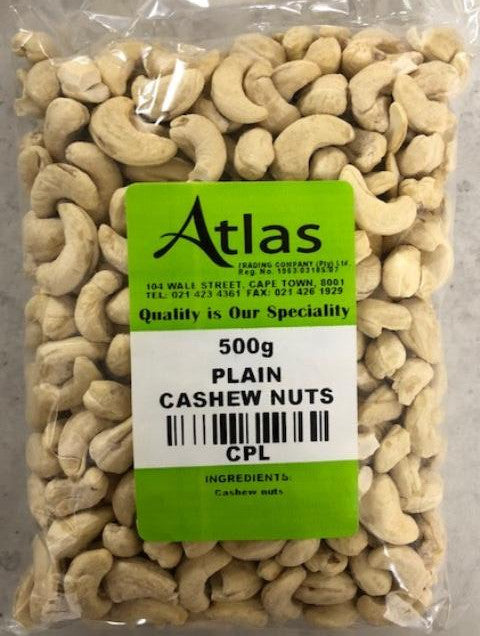 Atlas
TRADING COMPANY (Pty) Ltd
Reg. No. 1963/03185/07
104 WALE STREET, CAPE TOWN, 8001
TEL: 021 423 4361 FAX: 021 426 1929
Quality is Our Speciality
500g
PLAIN
CASHEW NUTS
CPL
INGREDIENTS:
Cashew nuts